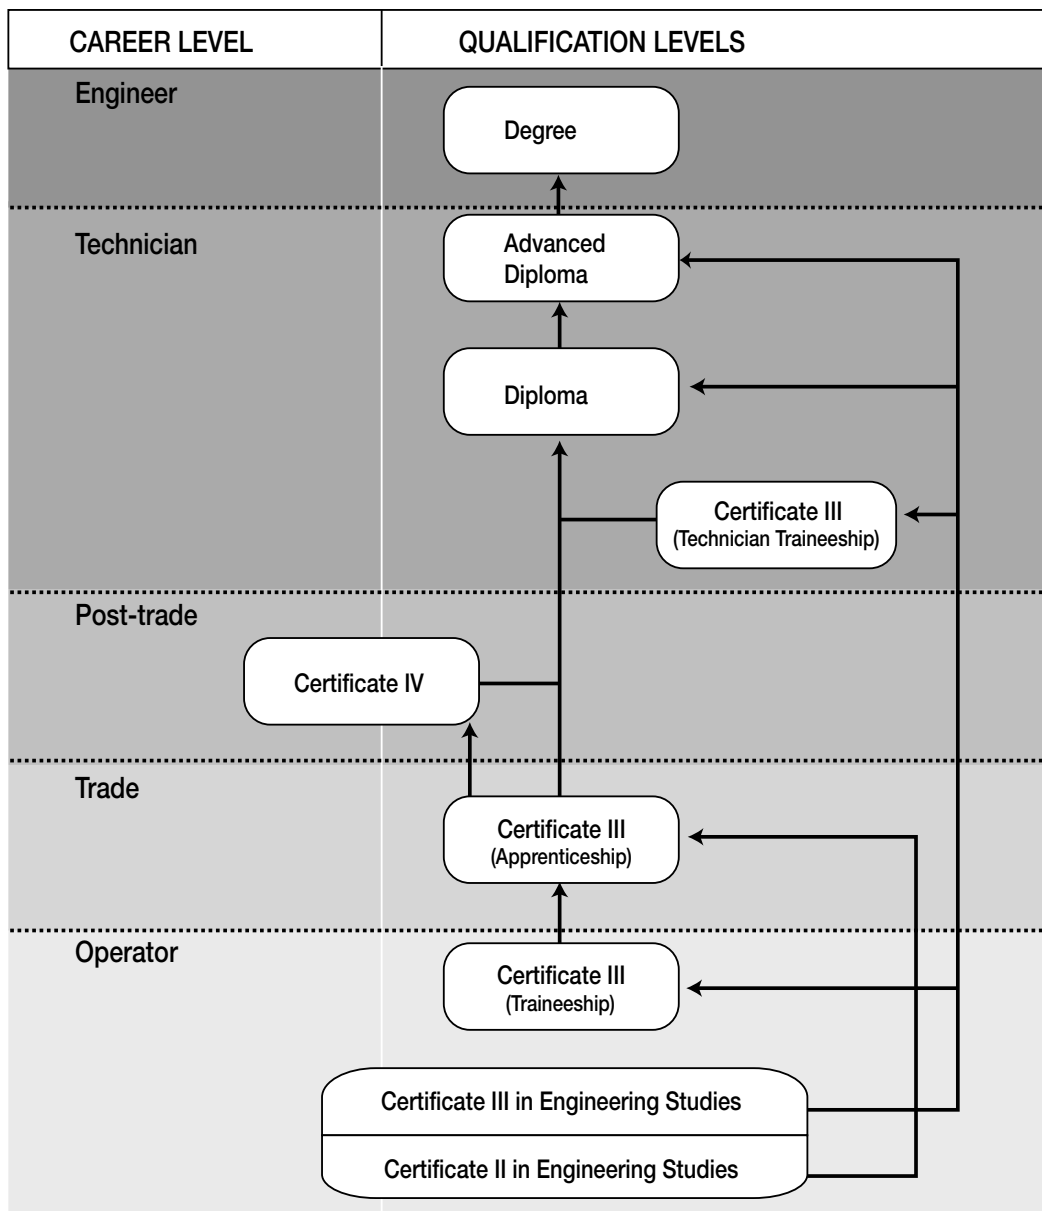 CAREER LEVEL
QUALIFICATION LEVELS
Engineer
Degree
Technician
Advanced
Diploma
Diploma
Certificate III
(Technician Traineeship)
Post-trade
Certificate IV
Trade
Certificate III
(Apprenticeship)
Operator
Certificate III
(Traineeship)
Certificate III in Engineering Studies
Certificate II in Engineering Studies